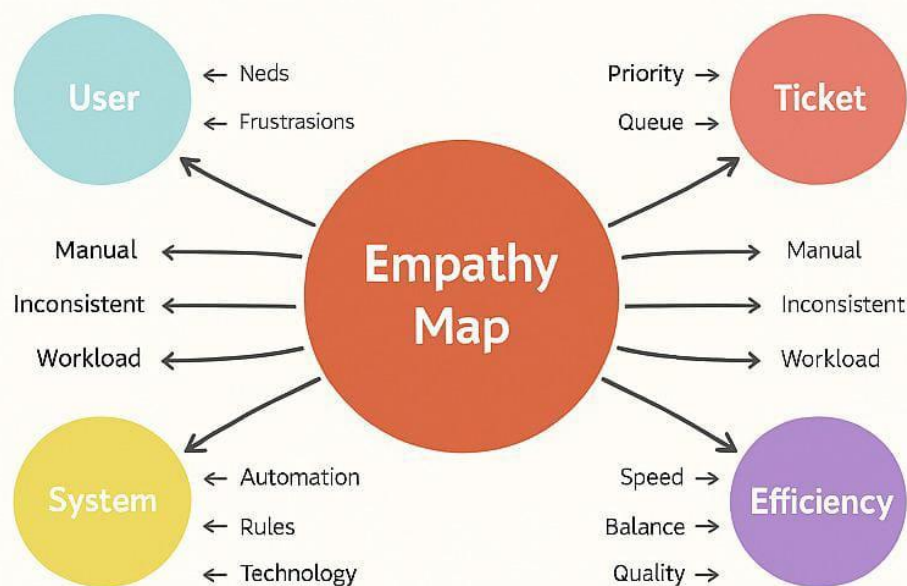 User
← Neds
← Frustrasions
Priority →
Queue →
Ticket
Empathy
Map
Manual
Inconsistent
Workload
Manual
Inconsistent
Workload
System
← Automation
← Rules
← Technology
Speed →
Balance →
Quality →
Efficiency